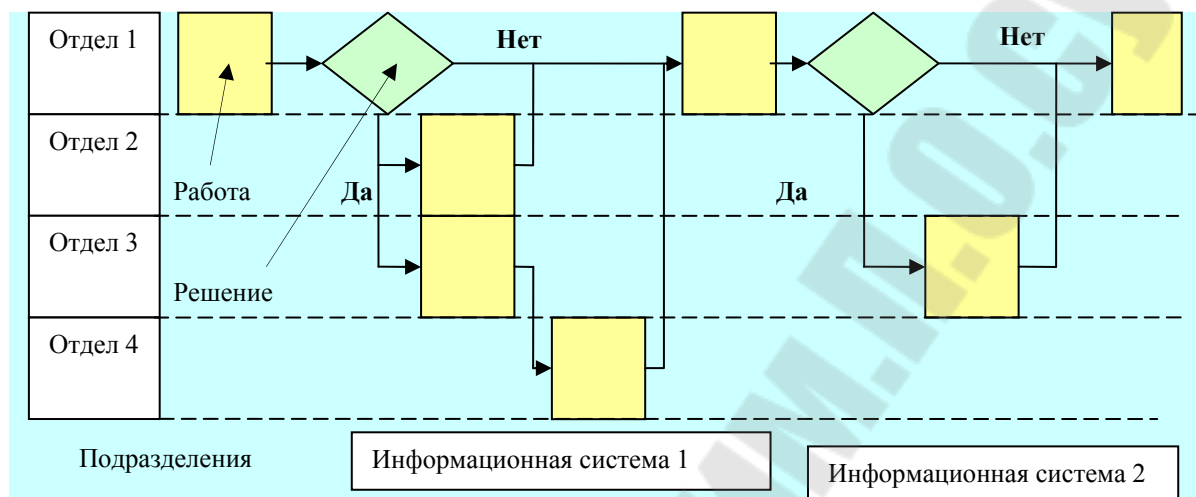 Отдел 1
Нет
Нет
Отдел 2
Работа
Да
Да
Отдел 3
Решение
Отдел 4
Подразделения
Информационная система 1
Информационная система 2